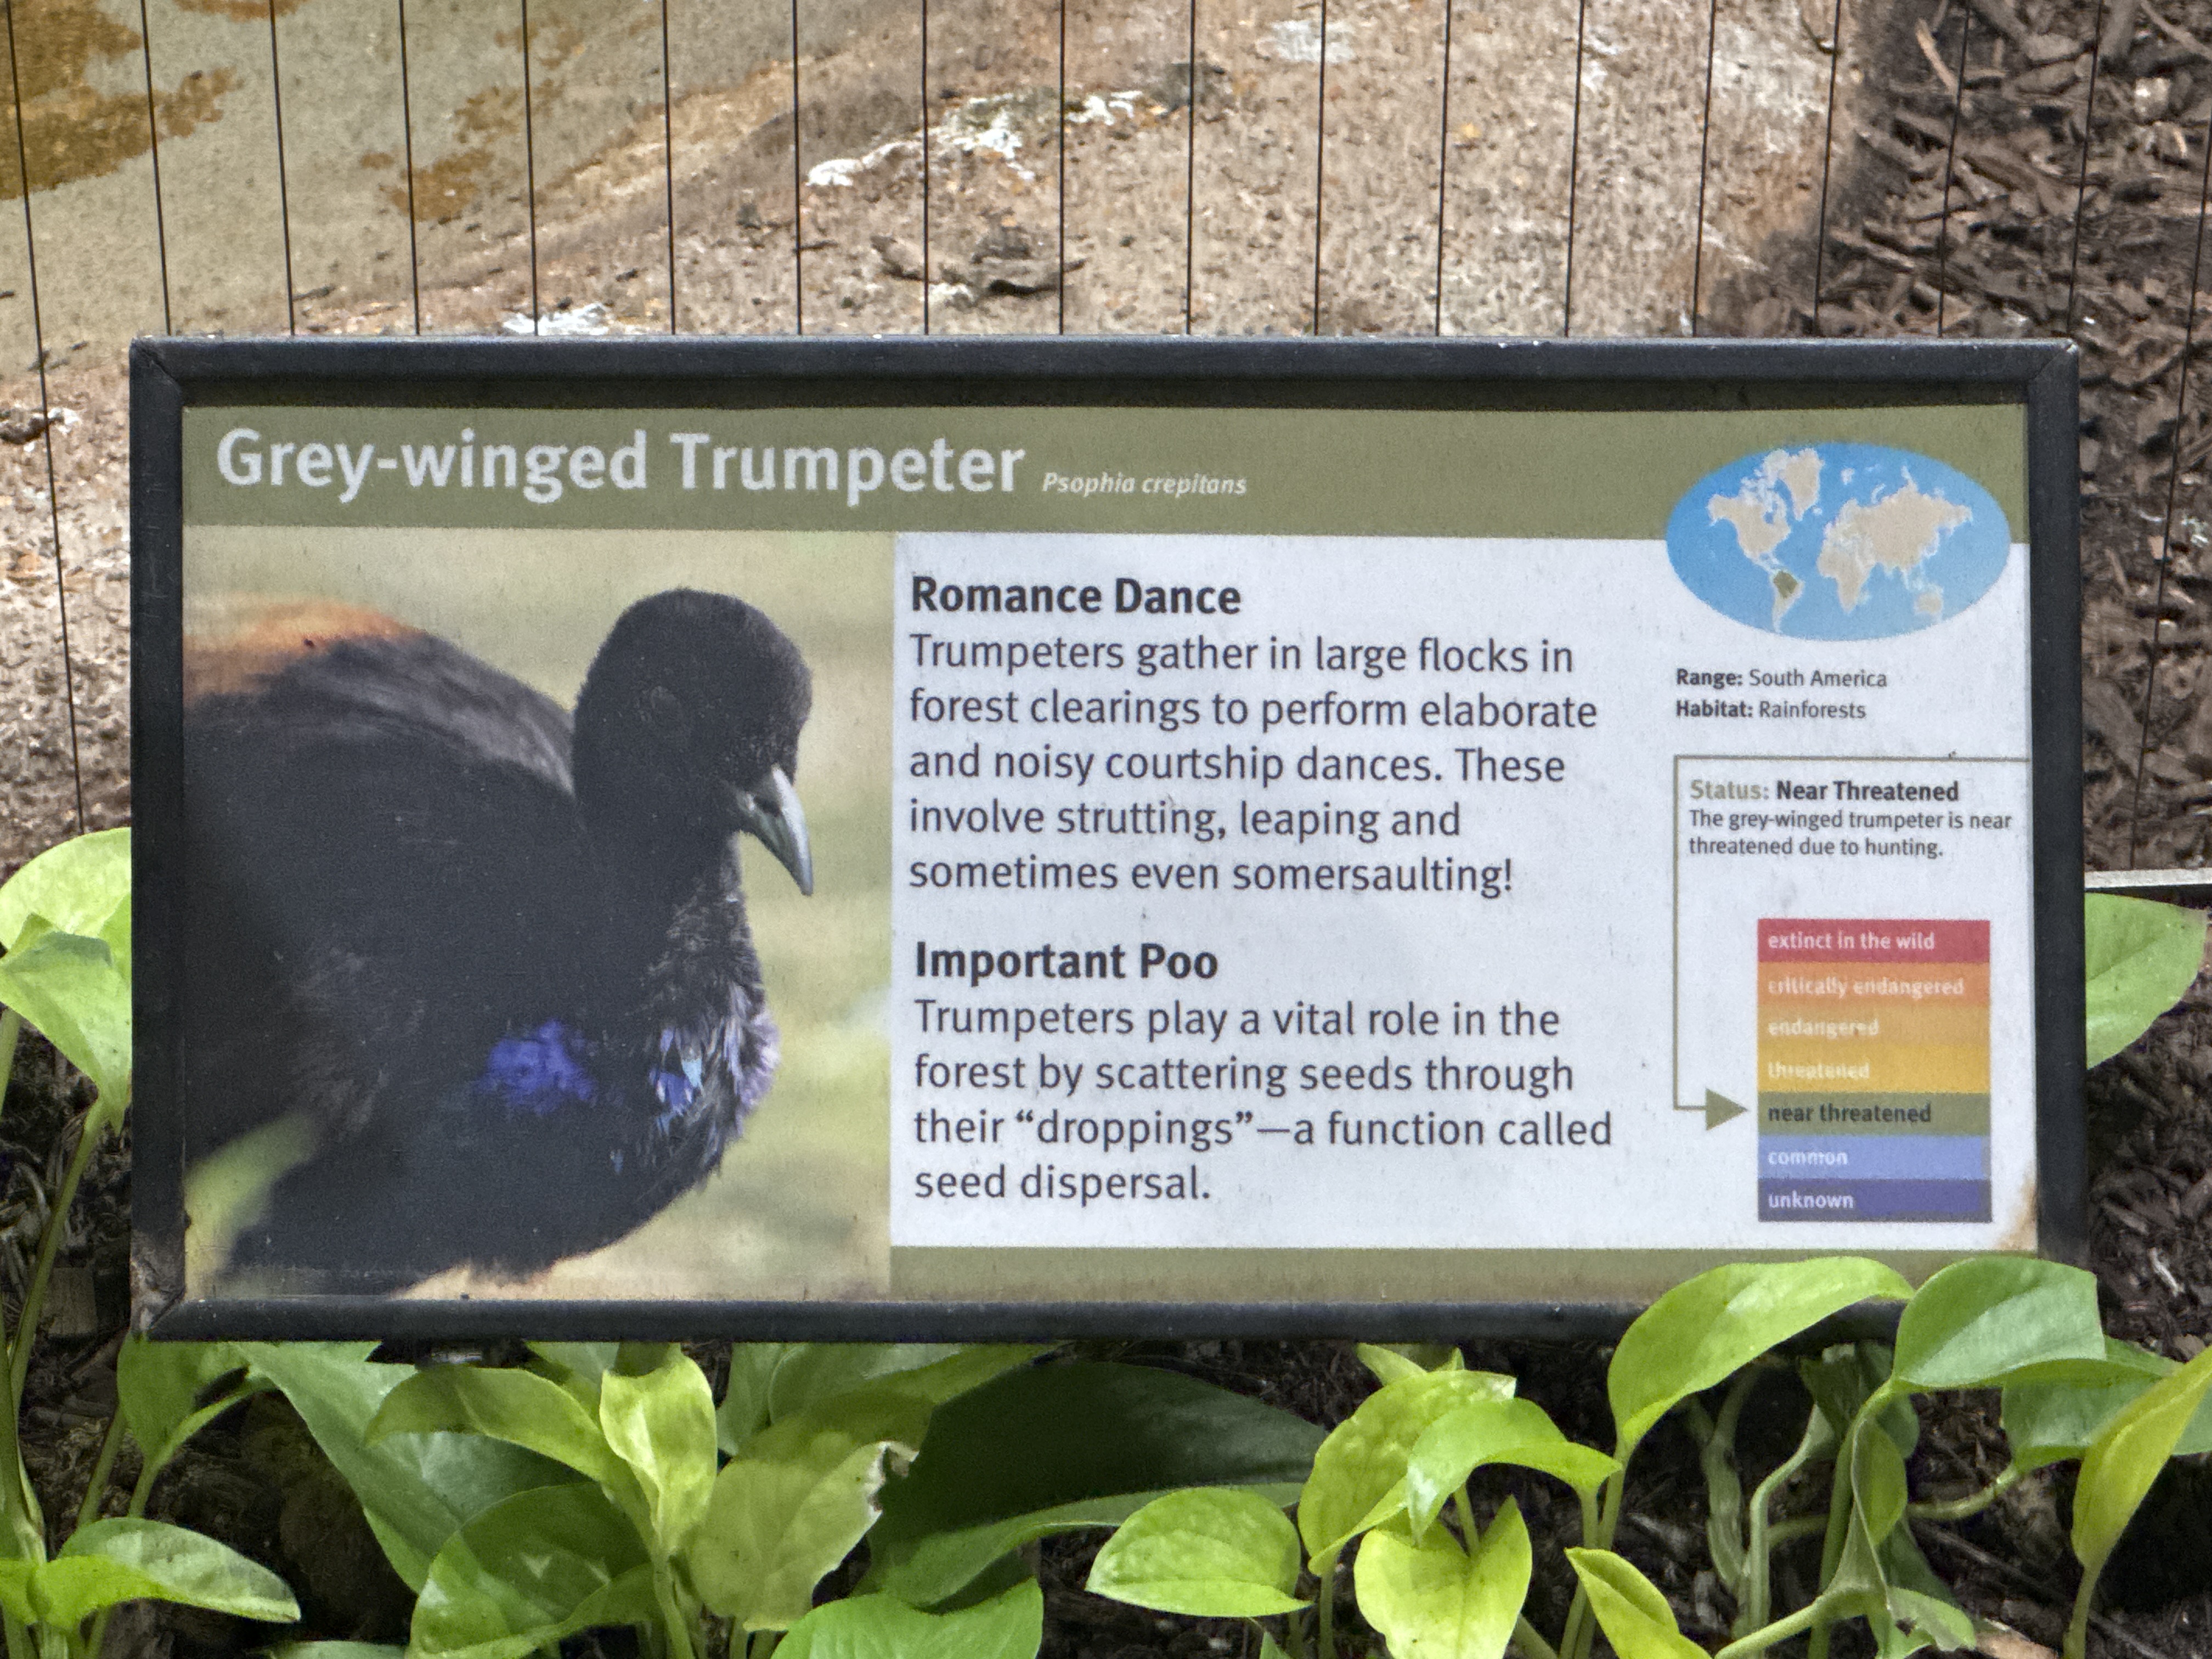 Grey-winged Trumpeter Psophia crepitans
Romance Dance
Trumpeters gather in large flocks in
forest clearings to perform elaborate
and noisy courtship dances. These
involve strutting, leaping and
sometimes even somersaulting!
Important Poo
Trumpeters play a vital role in the
forest by scattering seeds through
their “droppings”—a function called
seed dispersal.
Range: South America
Habitat: Rainforests
Status: Near Threatened
The grey-winged trumpeter is near
threatened due to hunting.
extinct in the wild
critically endangered
endangered
threatened
near threatened
common
unknown